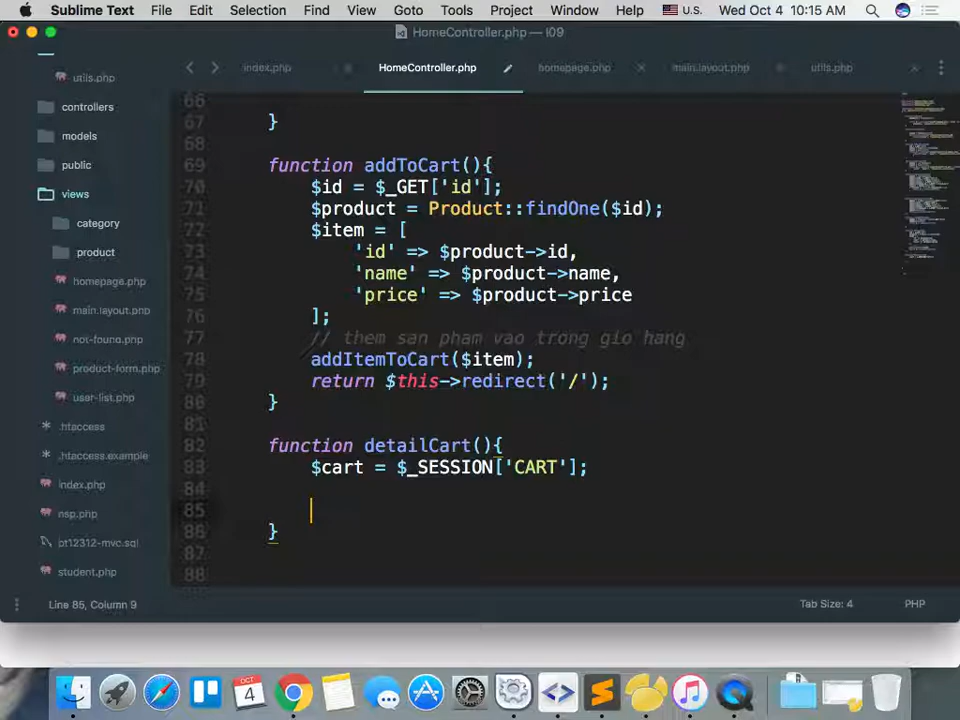 Sublime Text File Edit Selection Find View Goto Tools Project Window Help U.S. Wed Oct 4 10:15 AM
HomeController.php — l09
index.php HomeController.php homepage.php main.layout.php utils.php
utils.php
controllers
models
public
views
category
product
homepage.php
main.layout.php
not-found.php
product-form.php
user-list.php
.htaccess
.htaccess.example
index.php
nsp.php
pt12312-mvc.sql
student.php
66
67 }
68
69 function addToCart(){
70 $id = $_GET['id'];
71 $product = Product::findOne($id);
72 $item = [
73 'id' => $product->id,
74 'name' => $product->name,
75 'price' => $product->price
76 ];
77 // them san pham vao trong gio hang
78 addItemToCart($item);
79 return $this->redirect('/');
80 }
81
82 function detailCart(){
83 $cart = $_SESSION['CART'];
84
85
86 }
87
88
Line 85, Column 9 Tab Size: 4 PHP
OCT
4